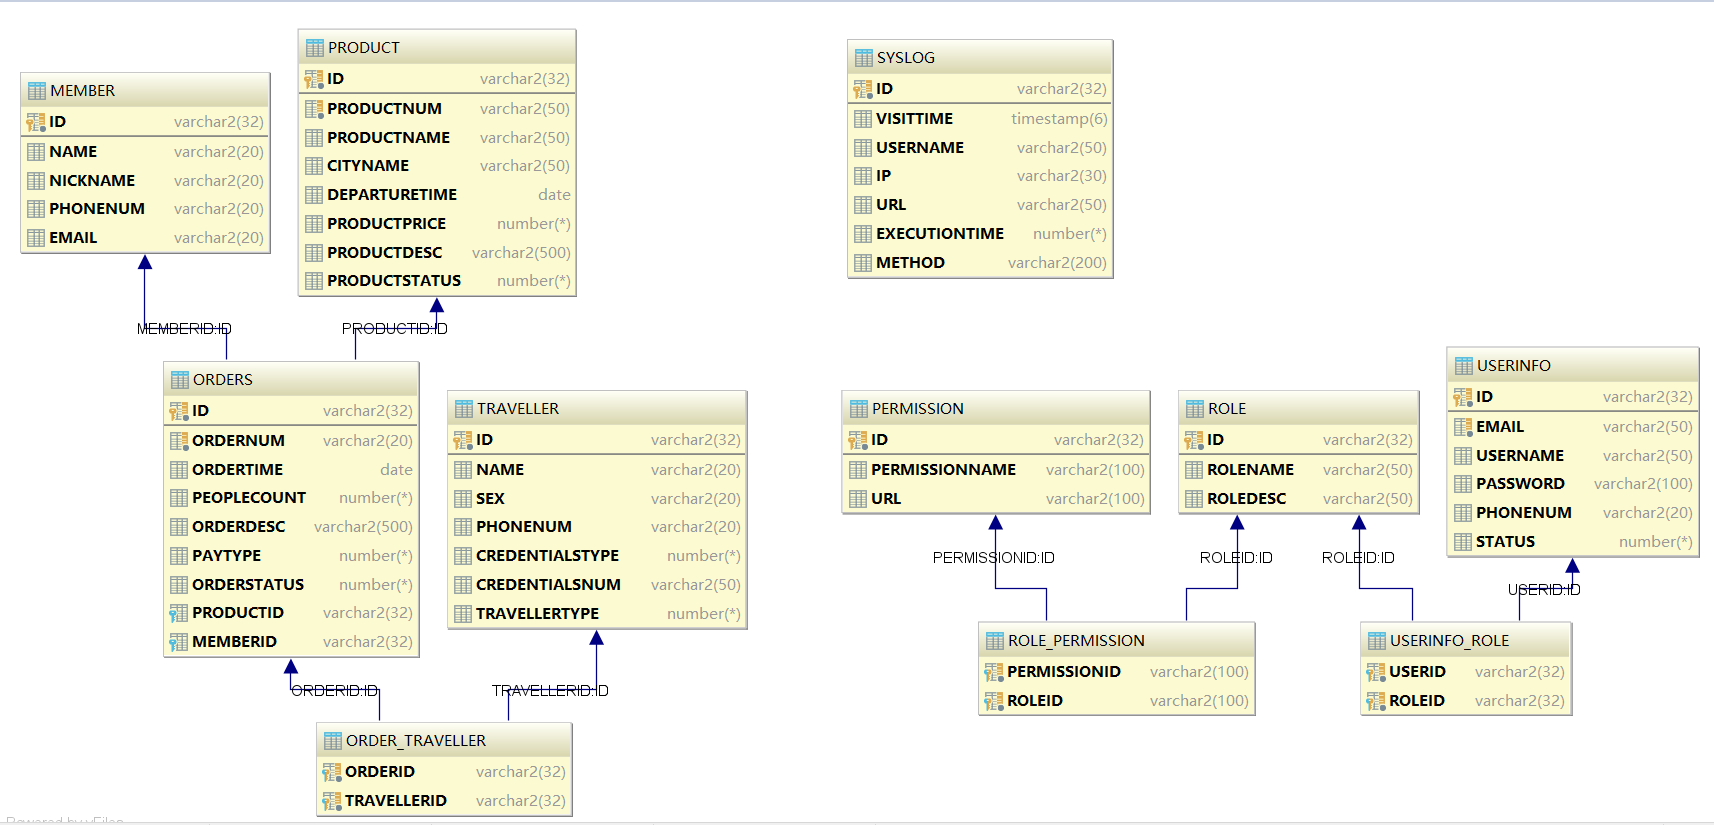 MEMBER
ID varchar2(32)
NAME varchar2(20)
NICKNAME varchar2(20)
PHONENUM varchar2(20)
EMAIL varchar2(20)
PRODUCT
ID varchar2(32)
PRODUCTNUM varchar2(50)
PRODUCTNAME varchar2(50)
CITYNAME varchar2(50)
DEPARTURETIME date
PRODUCTPRICE number(*)
PRODUCTDESC varchar2(500)
PRODUCTSTATUS number(*)
SYSLOG
ID varchar2(32)
VISITTIME timestamp(6)
USERNAME varchar2(50)
IP varchar2(30)
URL varchar2(50)
EXECUTIONTIME number(*)
METHOD varchar2(200)
MEMBERID:ID
PRODUCTID:ID
ORDERS
ID varchar2(32)
ORDERNUM varchar2(20)
ORDERTIME date
PEOPLECOUNT number(*)
ORDERDESC varchar2(500)
PAYTYPE number(*)
ORDERSTATUS number(*)
PRODUCTID varchar2(32)
MEMBERID varchar2(32)
TRAVELLER
ID varchar2(32)
NAME varchar2(20)
SEX varchar2(20)
PHONENUM varchar2(20)
CREDENTIALSTYPE number(*)
CREDENTIALSNUM varchar2(50)
TRAVELLERTYPE number(*)
PERMISSION
ID varchar2(32)
PERMISSIONNAME varchar2(100)
URL varchar2(100)
ROLE
ID varchar2(32)
ROLENAME varchar2(50)
ROLEDESC varchar2(50)
USERINFO
ID varchar2(32)
EMAIL varchar2(50)
USERNAME varchar2(50)
PASSWORD varchar2(100)
PHONENUM varchar2(20)
STATUS number(*)
PERMISSIONID:ID
ROLEID:ID
ROLEID:ID
USERID:ID
ROLE_PERMISSION
PERMISSIONID varchar2(100)
ROLEID varchar2(100)
USERINFO_ROLE
USERID varchar2(32)
ROLEID varchar2(32)
ORDERID:ID
TRAVELLERID:ID
ORDER_TRAVELLER
ORDERID varchar2(32)
TRAVELLERID varchar2(32)
Powered by yFiles